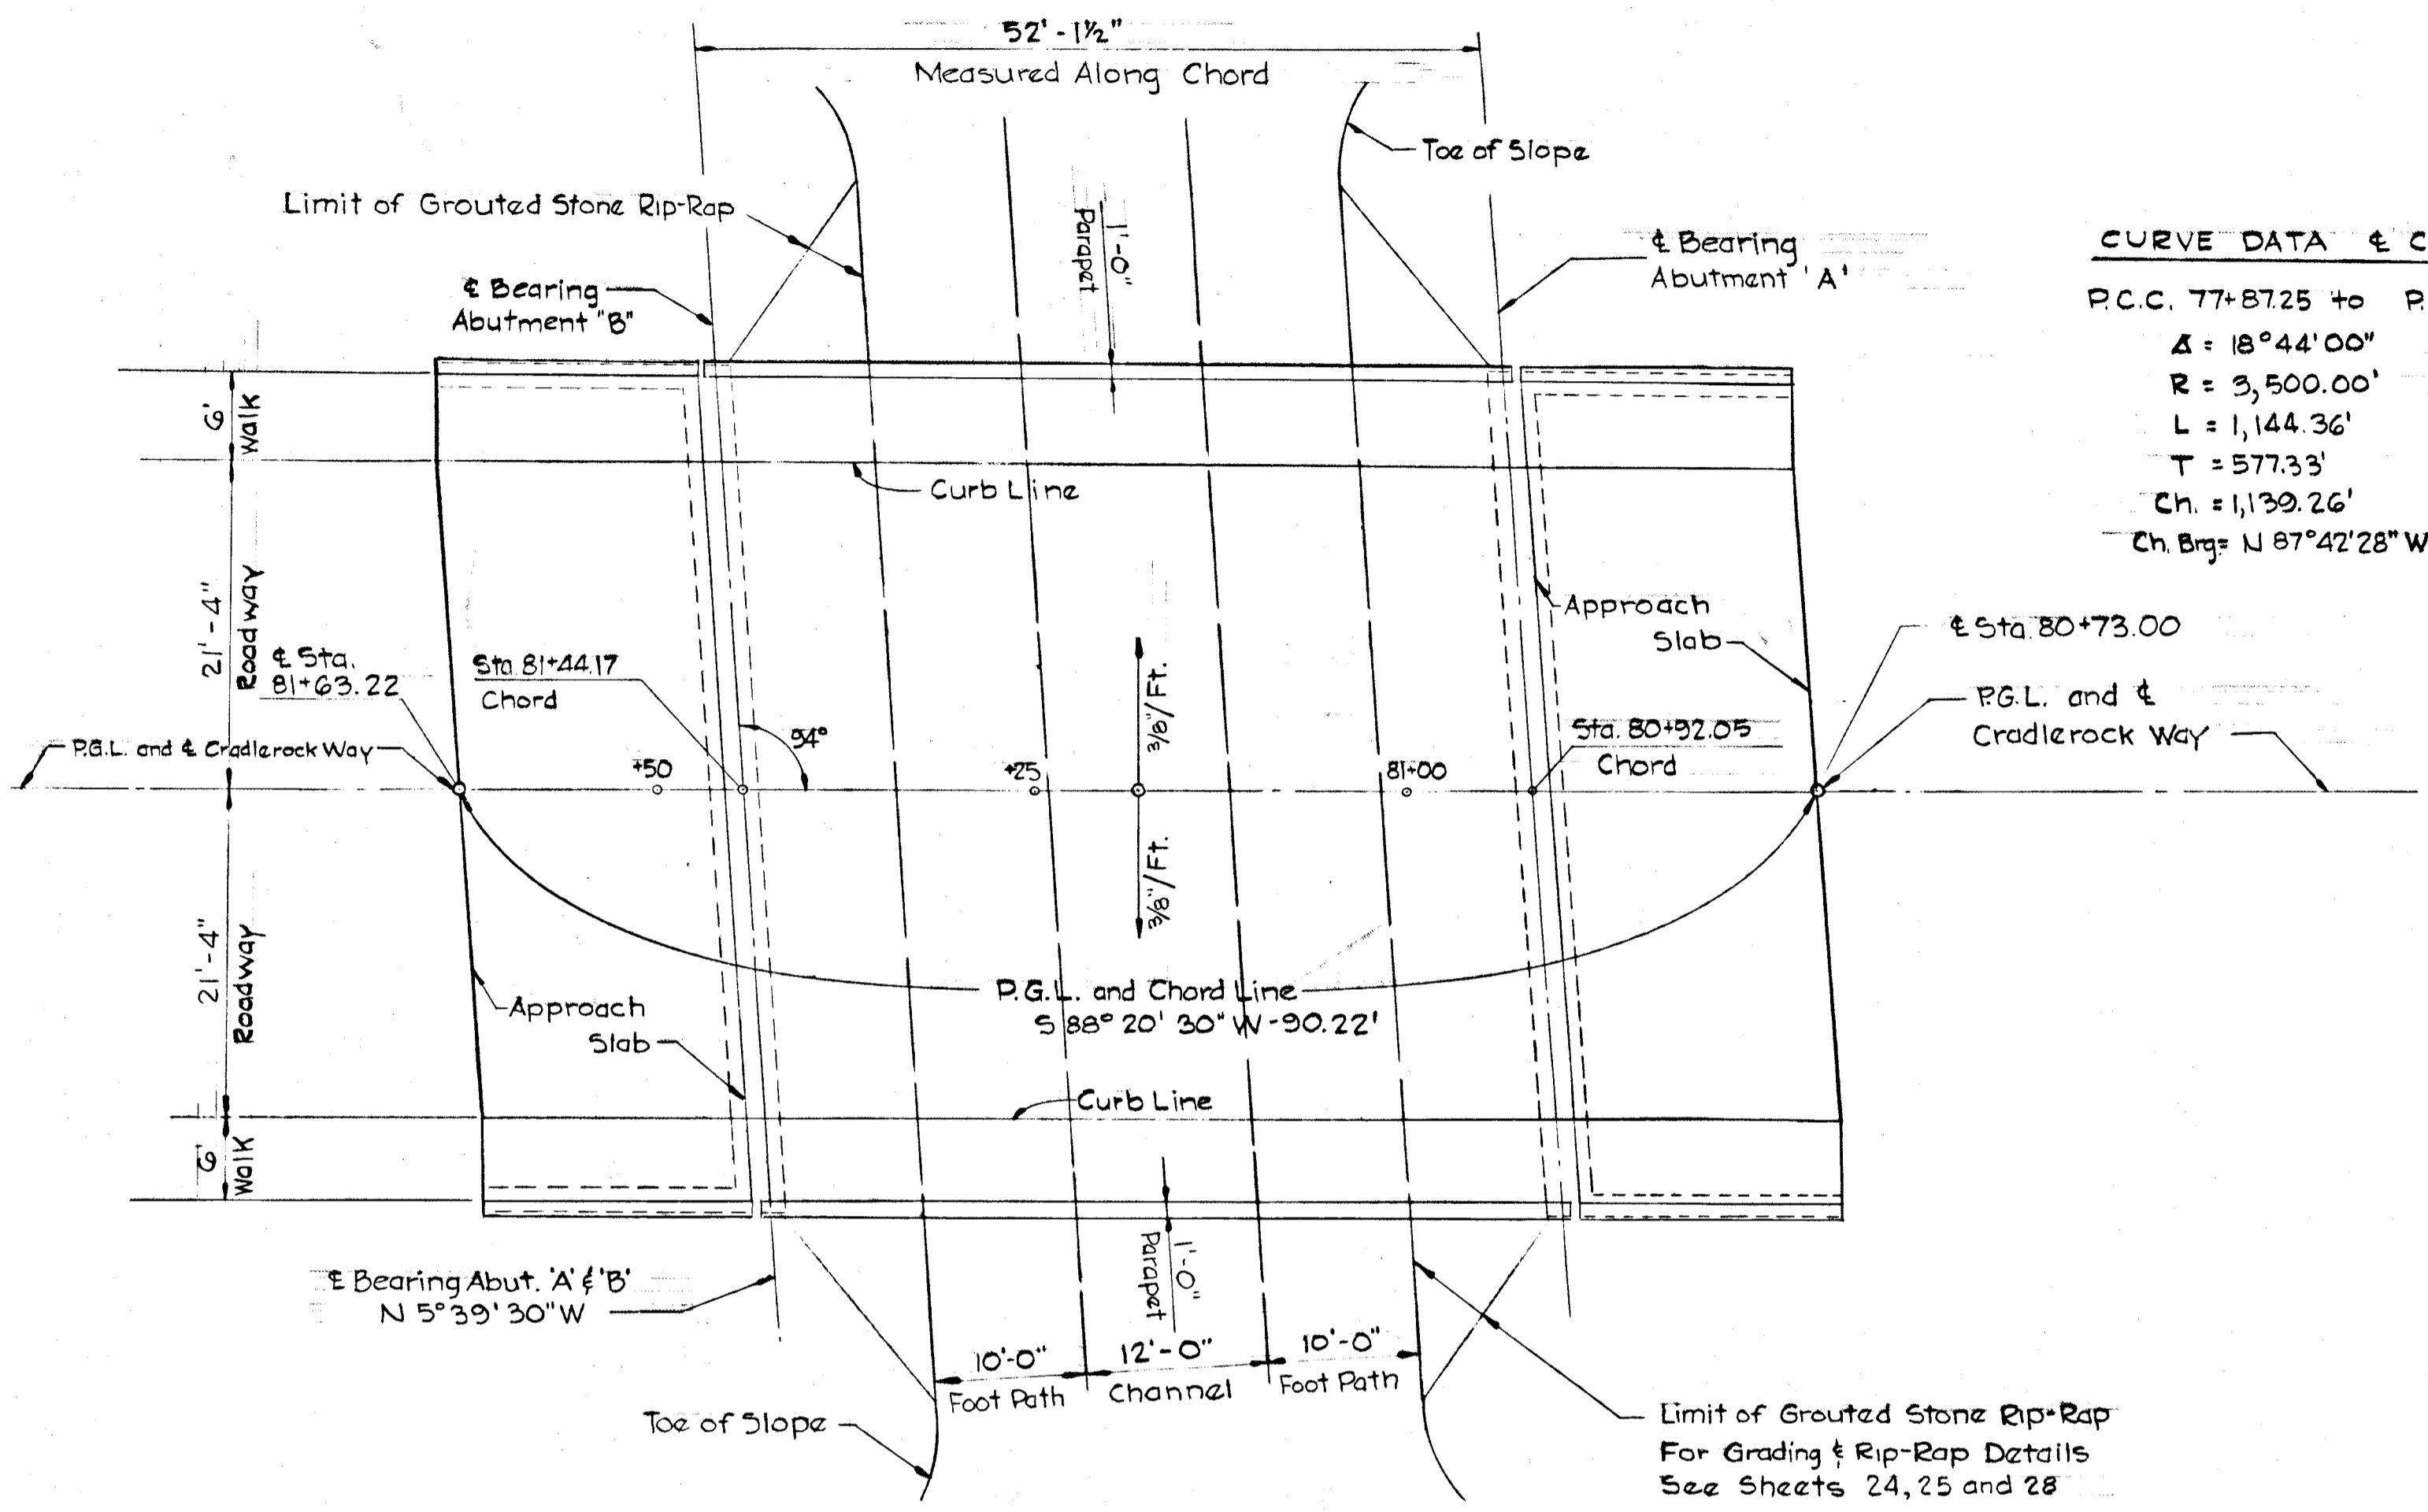 52' - 1½"
Measured Along Chord
Toe of Slope
Limit of Grouted Stone Rip-Rap
1'-0"
Parapet
℄ Bearing
Abutment 'A'
℄ Bearing
Abutment "B"
CURVE DATA ℄ C
P.C.C. 77+87.25 to P.
Δ = 18°44'00"
R = 3,500.00'
L = 1,144.36'
T = 577.33'
Ch. = 1,139.26'
Ch. Brg= N 87°42'28" W
6'
Walk
Curb Line
21'-4"
Roadway
℄ Sta.
81+63.22
Sta. 81+44.17
Chord
3/8"/Ft.
Approach
Slab
℄ Sta. 80+73.00
P.G.L. and ℄
Cradlerock Way
Sta. 80+92.05
Chord
P.G.L. and ℄ Cradlerock Way
94°
+50
+25
81+00
3/8"/Ft.
21'-4"
Roadway
P.G.L. and Chord Line
S 88° 20' 30" W - 90.22'
Approach
Slab
Curb Line
6'
Walk
1'-0"
Parapet
℄ Bearing Abut. 'A' & 'B'
N 5°39'30" W
10'-0"
Foot Path
12'-0"
Channel
10'-0"
Foot Path
Toe of Slope
Limit of Grouted Stone Rip-Rap
For Grading & Rip-Rap Details
See Sheets 24, 25 and 28